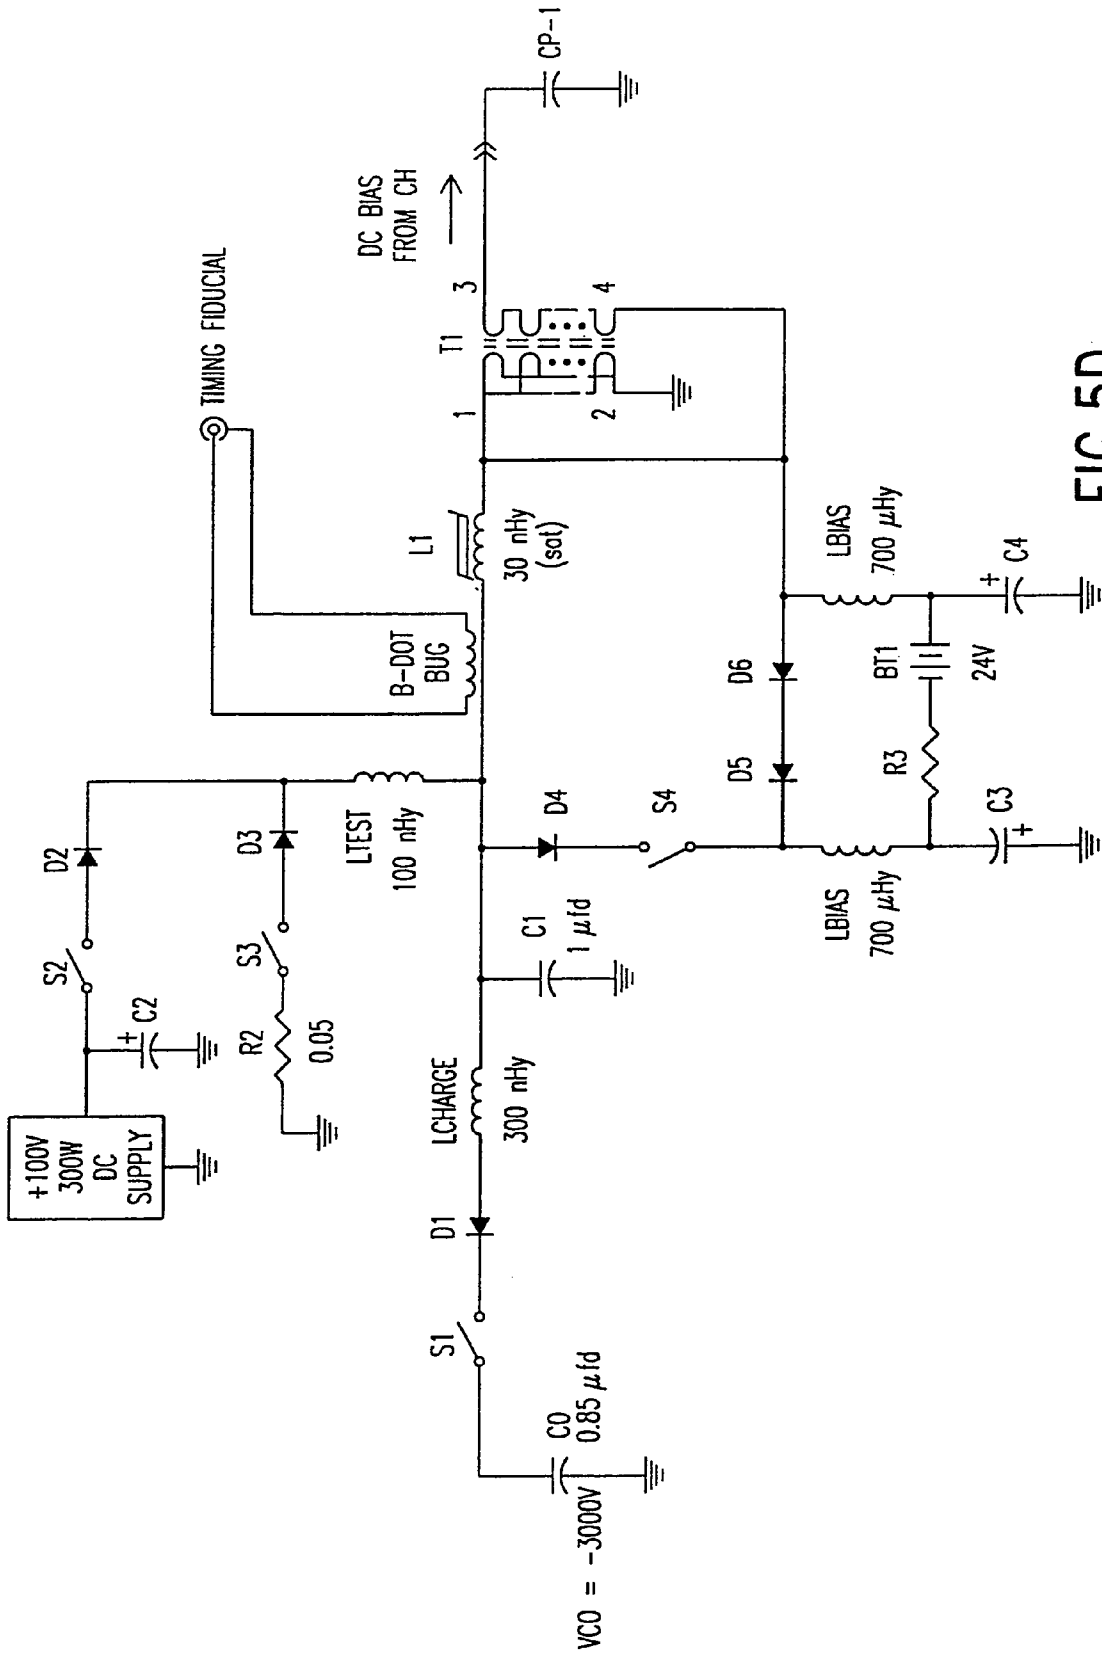 +100V
300W
DC
SUPPLY
C2
+
S2
D2
R2
0.05
S3
D3
LTEST
100 nHy
B-DOT
BUG
TIMING FIDUCIAL
VCO = -3000V
C0
0.85 μfd
S1
D1
LCHARGE
300 nHy
C1
1 μfd
D4
S4
L1
30 nHy
(sat)
T1
1
2
3
4
DC BIAS
FROM CH
CP-1
D5
D6
LBIAS
700 μHy
LBIAS
700 μHy
R3
BT1
24V
C3
+
C4
+
FIG. 5D